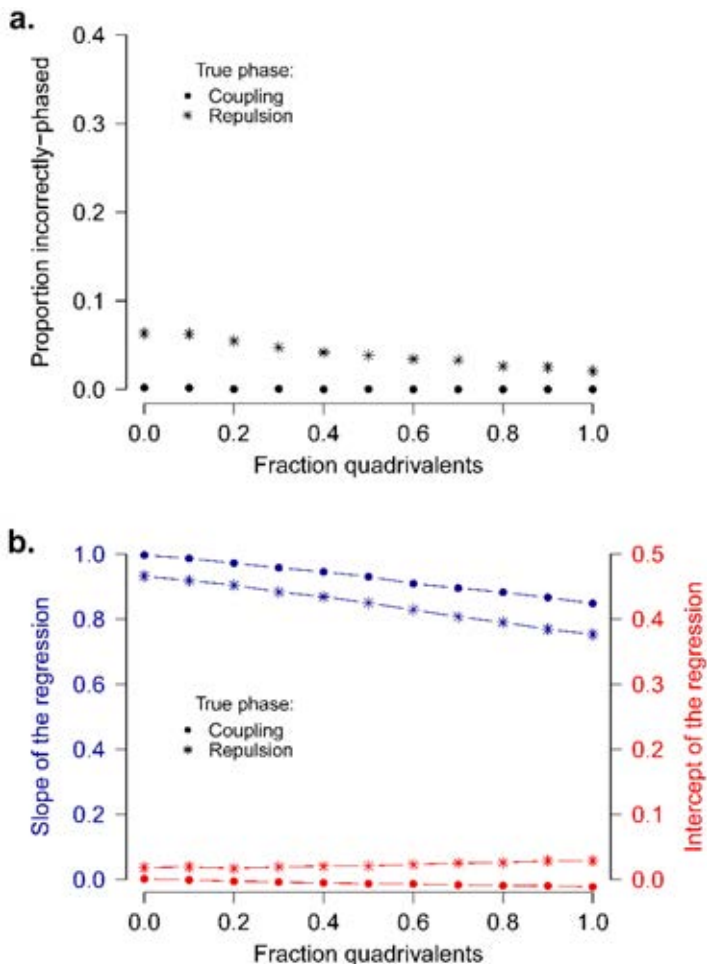 a.
0.4
0.3
0.2
0.1
0.0
Proportion incorrectly-phased
True phase:
Coupling
Repulsion
0.0 0.2 0.4 0.6 0.8 1.0
Fraction quadrivalents
b.
1.0
0.8
0.6
0.4
0.2
0.0
Slope of the regression
True phase:
Coupling
Repulsion
0.5
0.4
0.3
0.2
0.1
0.0
Intercept of the regression
0.0 0.2 0.4 0.6 0.8 1.0
Fraction quadrivalents